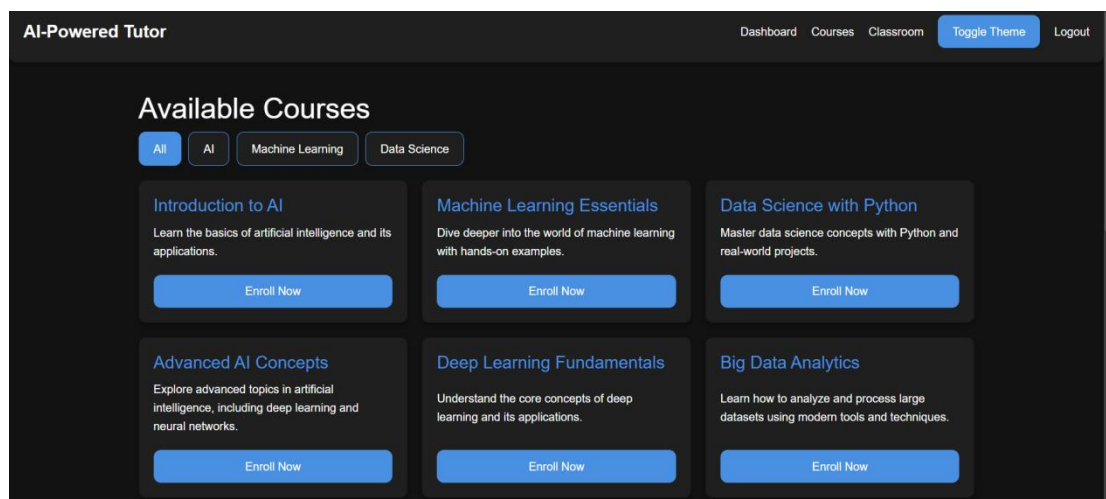 AI-Powered Tutor
Dashboard Courses Classroom Toggle Theme Logout
Available Courses
All AI Machine Learning Data Science
Introduction to AI
Learn the basics of artificial intelligence and its
applications.
Enroll Now
Machine Learning Essentials
Dive deeper into the world of machine learning
with hands-on examples.
Enroll Now
Data Science with Python
Master data science concepts with Python and
real-world projects.
Enroll Now
Advanced AI Concepts
Explore advanced topics in artificial
intelligence, including deep learning and
neural networks.
Enroll Now
Deep Learning Fundamentals
Understand the core concepts of deep
learning and its applications.
Enroll Now
Big Data Analytics
Learn how to analyze and process large
datasets using modern tools and techniques.
Enroll Now